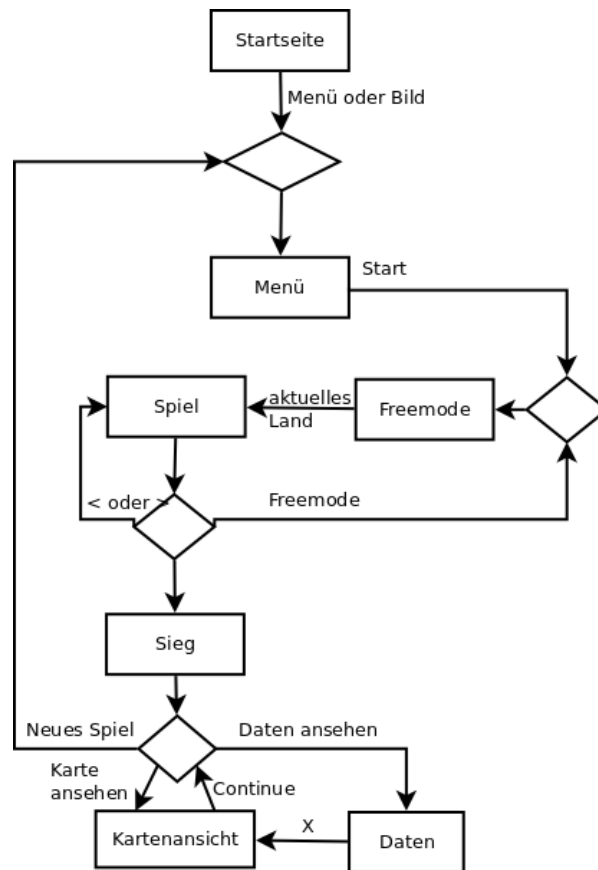 Startseite
Menü oder Bild
Menü
Start
Spiel
aktuelles
Land
Freemode
< oder >
Freemode
Sieg
Neues Spiel
Daten ansehen
Karte
ansehen
Continue
Kartenansicht
X
Daten